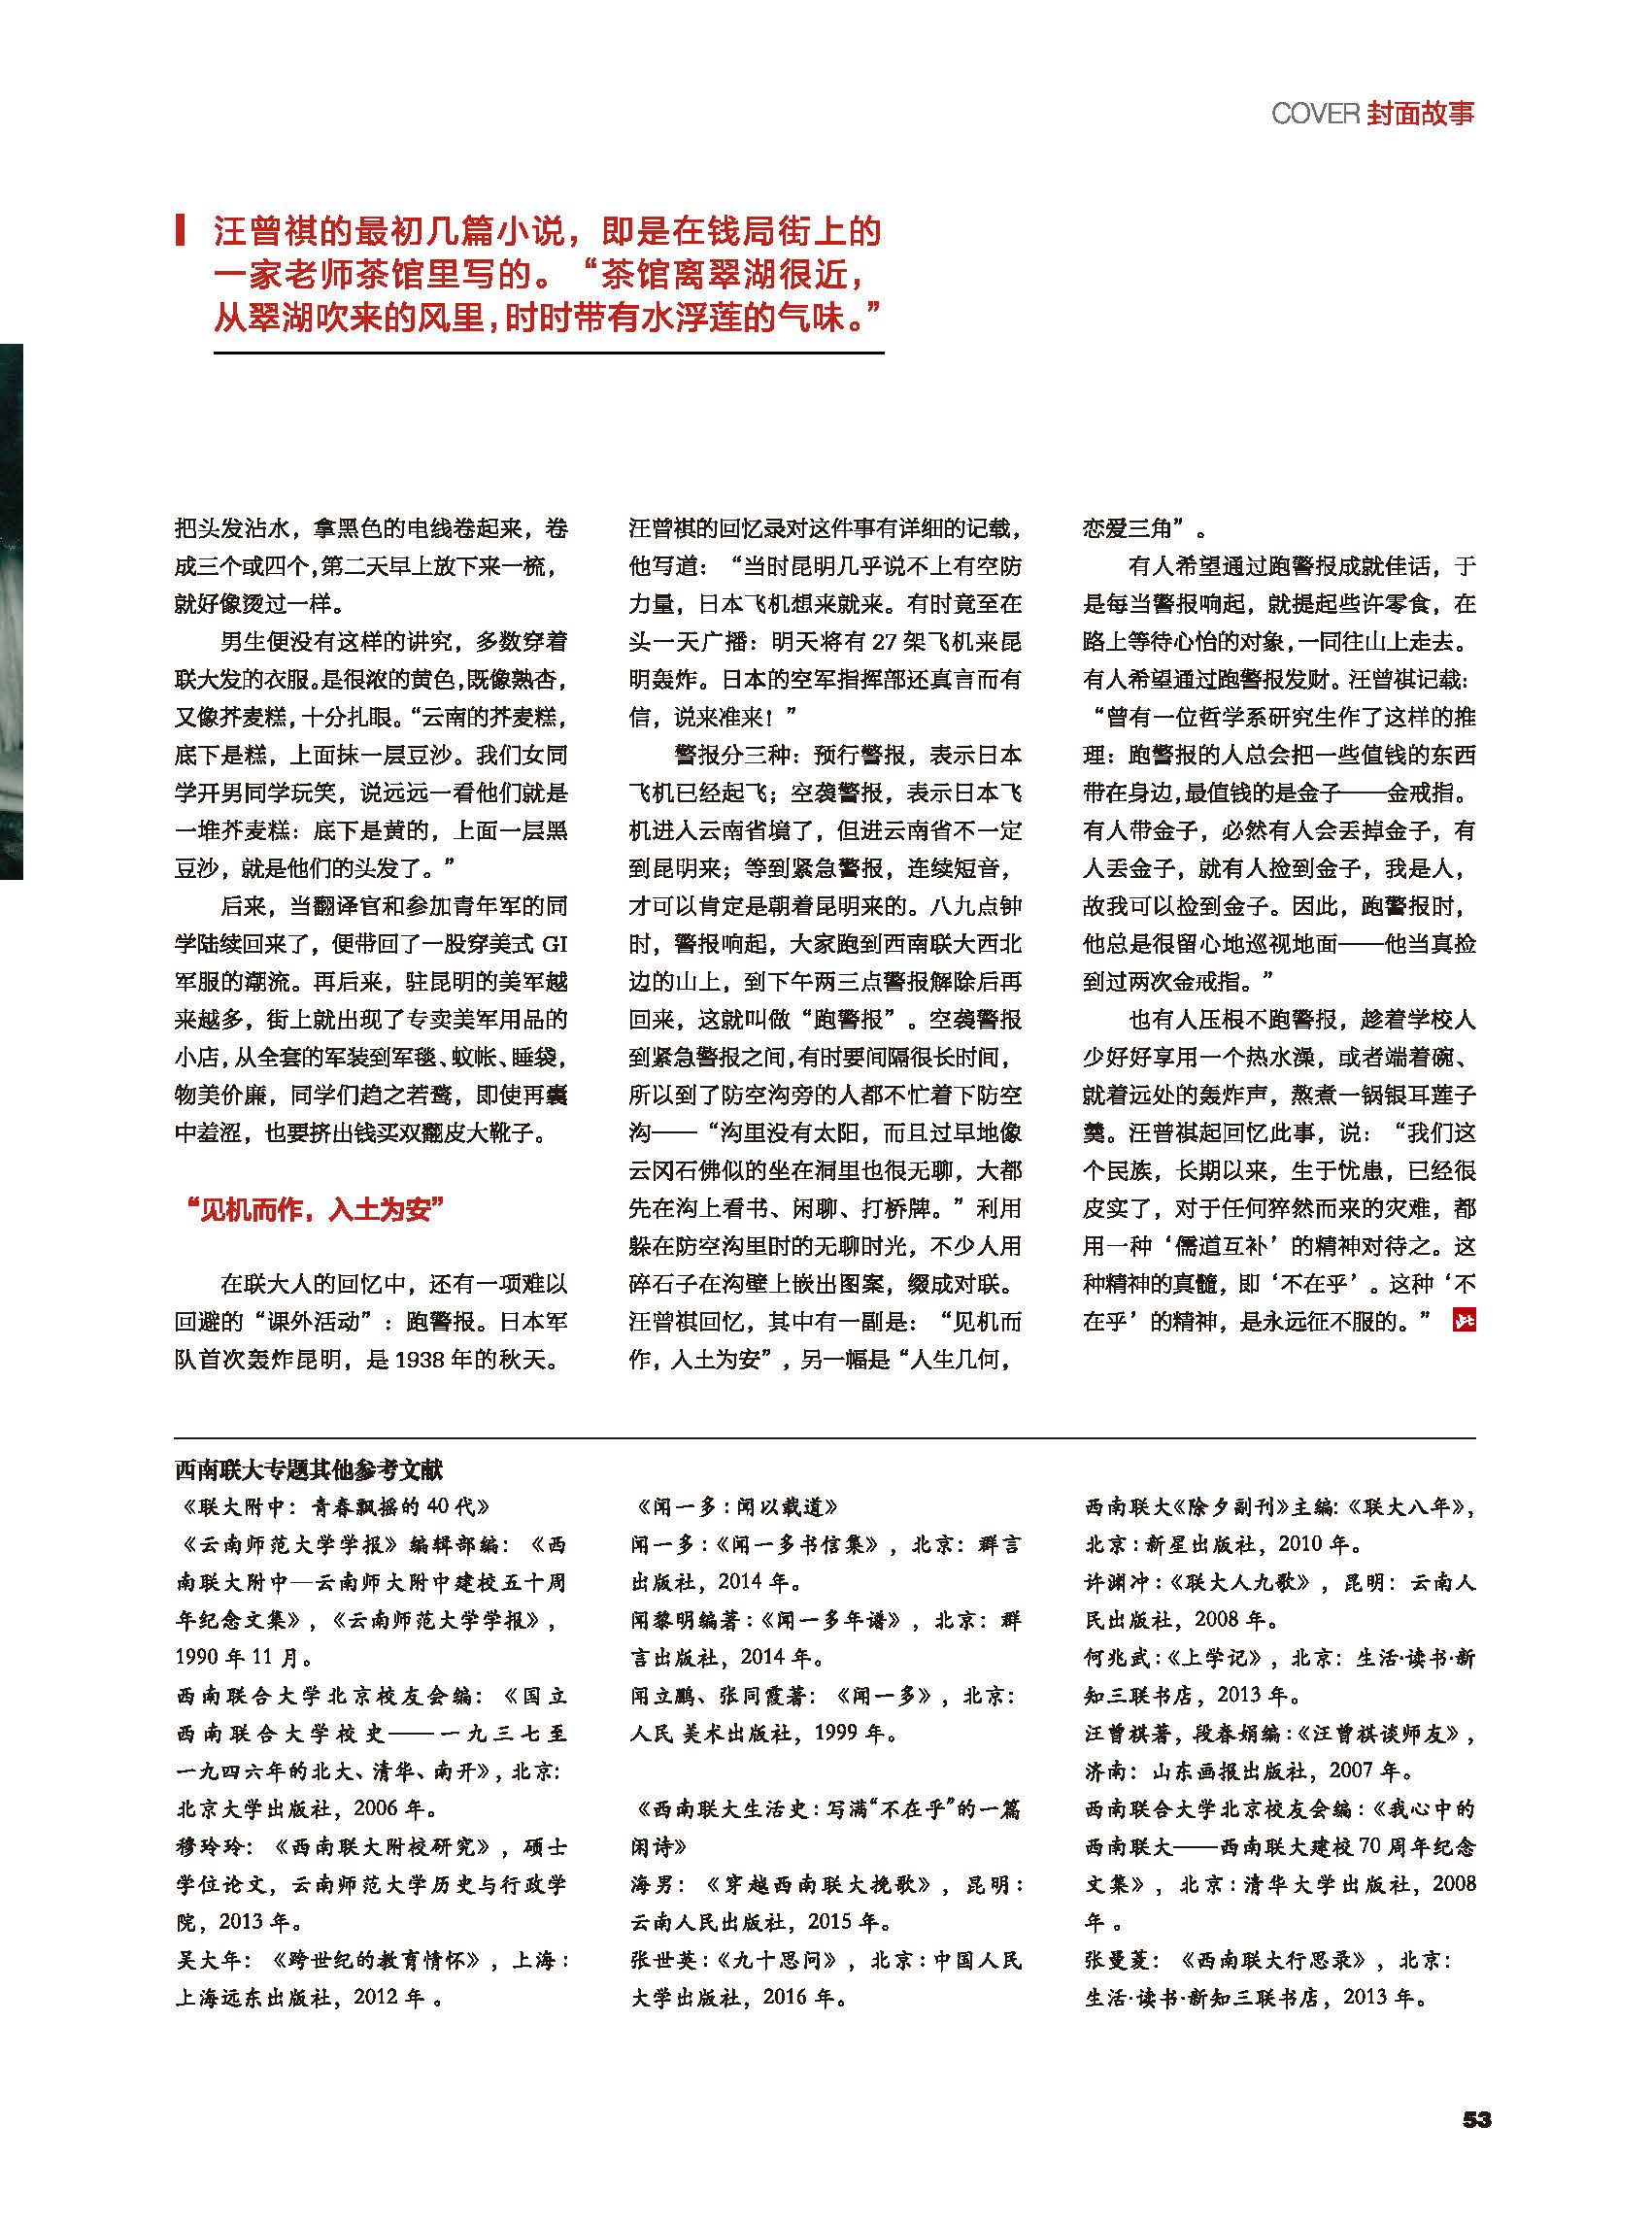 COVER 封面故事
汪曾祺的最初几篇小说，即是在钱局街上的
一家老师茶馆里写的。“茶馆离翠湖很近，
从翠湖吹来的风里，时时带有水浮莲的气味。”
把头发沾水，拿黑色的电线卷起来，卷
成三个或四个，第二天早上放下来一梳，
就好像烫过一样。
男生便没有这样的讲究，多数穿着
联大发的衣服。是很浓的黄色，既像熟杏，
又像芥麦糕，十分扎眼。“云南的芥麦糕，
底下是糕，上面抹一层豆沙。我们女同
学开男同学玩笑，说远远一看他们就是
一堆芥麦糕：底下是黄的，上面一层黑
豆沙，就是他们的头发了。”
后来，当翻译官和参加青年军的同
学陆续回来了，便带回了一股穿美式 GI
军服的潮流。再后来，驻昆明的美军越
来越多，街上就出现了专卖美军用品的
小店，从全套的军装到军毯、蚊帐、睡袋，
物美价廉，同学们趋之若鹜，即使再囊
中羞涩，也要挤出钱买双翻皮大靴子。
“见机而作，入土为安”
在联大人的回忆中，还有一项难以
回避的“课外活动”：跑警报。日本军
队首次轰炸昆明，是 1938 年的秋天。
汪曾祺的回忆录对这件事有详细的记载，
他写道：“当时昆明几乎说不上有空防
力量，日本飞机想来就来。有时竟至在
头一天广播：明天将有 27 架飞机来昆
明轰炸。日本的空军指挥部还真言而有
信，说来准来！”
警报分三种：预行警报，表示日本
飞机已经起飞；空袭警报，表示日本飞
机进入云南省境了，但进云南省不一定
到昆明来；等到紧急警报，连续短音，
才可以肯定是朝着昆明来的。八九点钟
时，警报响起，大家跑到西南联大西北
边的山上，到下午两三点警报解除后再
回来，这就叫做“跑警报”。空袭警报
到紧急警报之间，有时要间隔很长时间，
所以到了防空沟旁的人都不忙着下防空
沟——“沟里没有太阳，而且过早地像
云冈石佛似的坐在洞里也很无聊，大都
先在沟上看书、闲聊、打桥牌。”利用
躲在防空沟里时的无聊时光，不少人用
碎石子在沟壁上嵌出图案，缀成对联。
汪曾祺回忆，其中有一副是：“见机而
作，入土为安”，另一幅是“人生几何，
恋爱三角”。
有人希望通过跑警报成就佳话，于
是每当警报响起，就提起些许零食，在
路上等待心怡的对象，一同往山上走去。
有人希望通过跑警报发财。汪曾祺记载：
“曾有一位哲学系研究生作了这样的推
理：跑警报的人总会把一些值钱的东西
带在身边，最值钱的是金子——金戒指。
有人带金子，必然有人会丢掉金子，有
人丢金子，就有人捡到金子，我是人，
故我可以捡到金子。因此，跑警报时，
他总是很留心地巡视地面——他当真捡
到过两次金戒指。”
也有人压根不跑警报，趁着学校人
少好好享用一个热水澡，或者端着碗、
就着远处的轰炸声，熬煮一锅银耳莲子
羹。汪曾祺起回忆此事，说：“我们这
个民族，长期以来，生于忧患，已经很
皮实了，对于任何猝然而来的灾难，都
用一种‘儒道互补’的精神对待之。这
种精神的真髓，即‘不在乎’。这种‘不
在乎’的精神，是永远征不服的。”
西南联大专题其他参考文献
《联大附中：青春飘摇的 40 代》
《云南师范大学学报》编辑部编：《西
南联大附中—云南师大附中建校五十周
年纪念文集》，《云南师范大学学报》，
1990 年 11 月。
西南联合大学北京校友会编：《国立
西南联合大学校史——一九三七至
一九四六年的北大、清华、南开》，北京：
北京大学出版社，2006 年。
穆玲玲：《西南联大附校研究》，硕士
学位论文，云南师范大学历史与行政学
院，2013 年。
吴大年：《跨世纪的教育情怀》，上海：
上海远东出版社，2012 年 。
《闻一多：闻以载道》
闻一多：《闻一多书信集》，北京：群言
出版社，2014 年。
闻黎明编著：《闻一多年谱》，北京：群
言出版社，2014 年。
闻立鹏、张同霞著：《闻一多》，北京：
人民 美术出版社，1999 年。
《西南联大生活史：写满“不在乎”的一篇
闲诗》
海男：《穿越西南联大挽歌》，昆明：
云南人民出版社，2015 年。
张世英：《九十思问》，北京：中国人民
大学出版社，2016 年。
西南联大《除夕副刊》主编：《联大八年》，
北京：新星出版社，2010 年。
许渊冲：《联大人九歌》，昆明：云南人
民出版社，2008 年。
何兆武：《上学记》，北京：生活·读书·新
知三联书店，2013 年。
汪曾祺著，段春娟编：《汪曾祺谈师友》，
济南：山东画报出版社，2007 年。
西南联合大学北京校友会编：《我心中的
西南联大——西南联大建校 70 周年纪念
文集》，北京：清华大学出版社，2008
年 。
张曼菱：《西南联大行思录》，北京：
生活·读书·新知三联书店，2013 年。
53